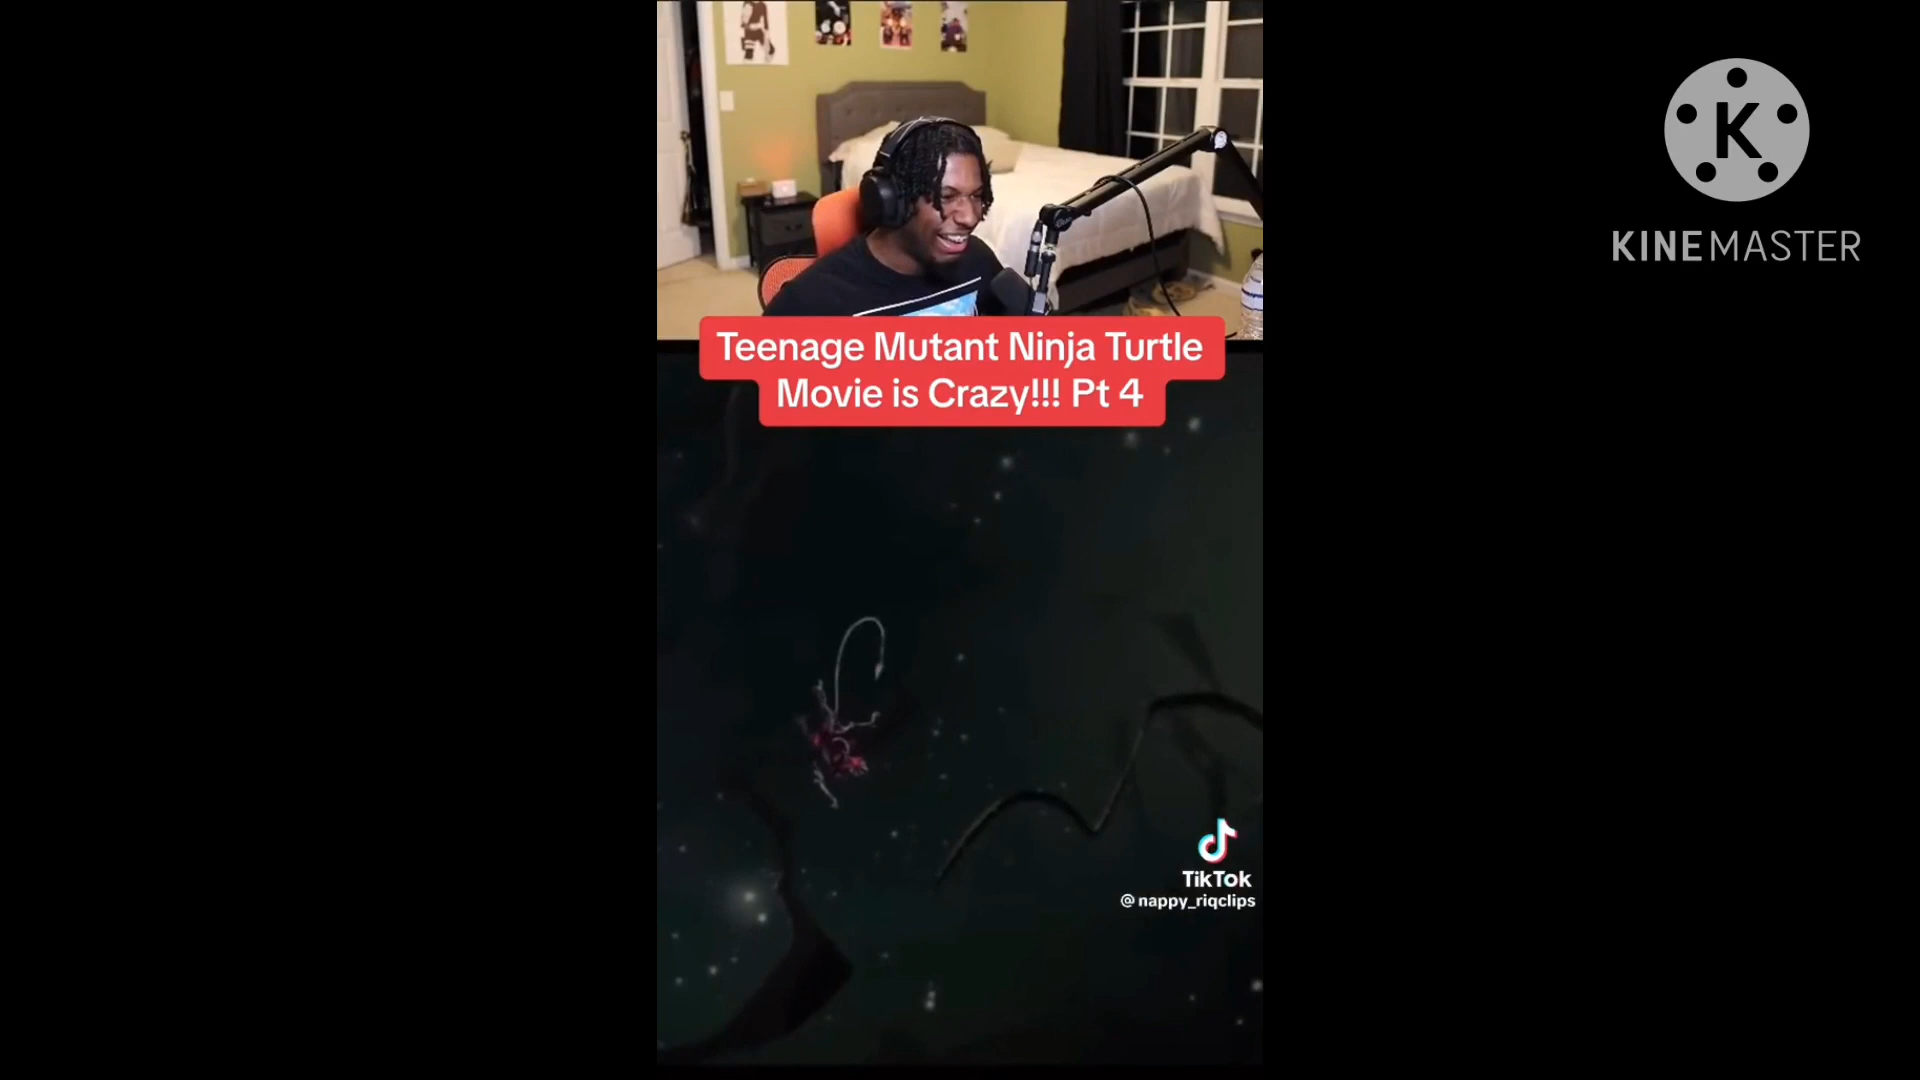 K
KINEMASTER
Teenage Mutant Ninja Turtle
Movie is Crazy!!! Pt 4
TikTok
@nappy_riqclips